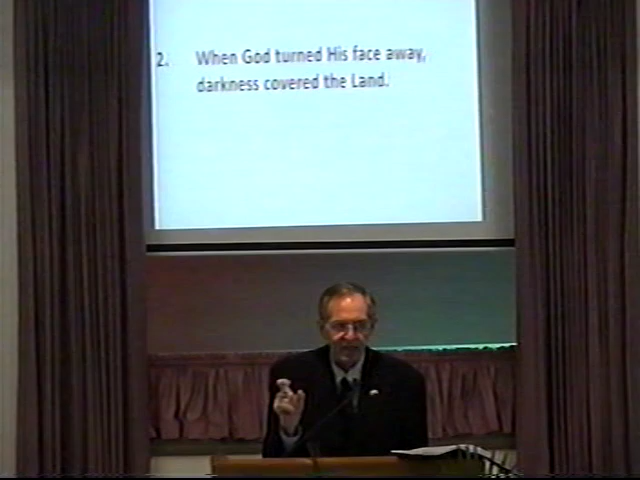 2. When God turned His face away,
darkness covered the Land.